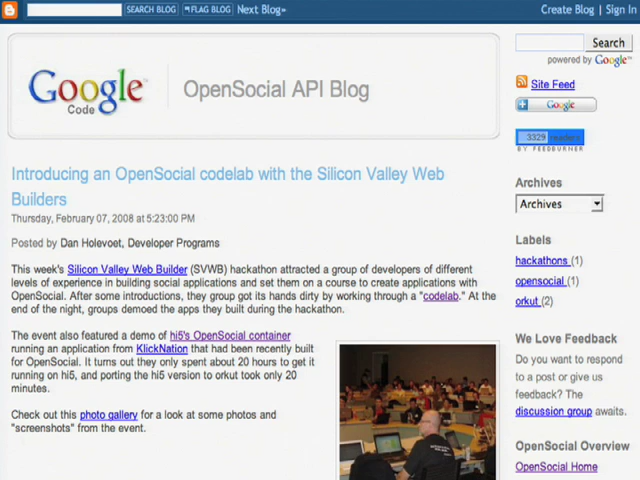 SEARCH BLOG FLAG BLOG Next Blog» Create Blog | Sign In
Google™
Code
OpenSocial API Blog
Search
powered by Google™
Site Feed
Google
3329 readers
BY FEEDBURNER
Introducing an OpenSocial codelab with the Silicon Valley Web
Builders
Thursday, February 07, 2008 at 5:23:00 PM
Posted by Dan Holevoet, Developer Programs
This week's Silicon Valley Web Builder (SVWB) hackathon attracted a group of developers of different
levels of experience in building social applications and set them on a course to create applications with
OpenSocial. After some introductions, they group got its hands dirty by working through a "codelab." At the
end of the night, groups demoed the apps they built during the hackathon.
The event also featured a demo of hi5's OpenSocial container
running an application from KlickNation that had been recently built
for OpenSocial. It turns out they only spent about 20 hours to get it
running on hi5, and porting the hi5 version to orkut took only 20
minutes.
Check out this photo gallery for a look at some photos and
"screenshots" from the event.
Archives
Archives
Labels
hackathons (1)
opensocial (1)
orkut (2)
We Love Feedback
Do you want to respond
to a post or give us
feedback? The
discussion group awaits.
OpenSocial Overview
OpenSocial Home